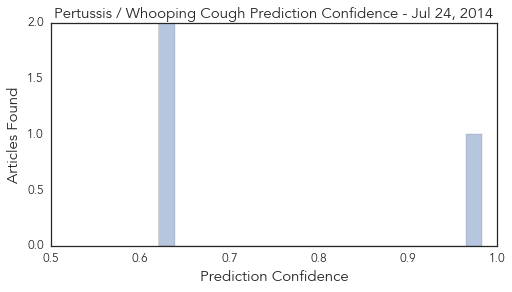 Pertussis / Whooping Cough Prediction Confidence - Jul 24, 2014
2.0
1.5
1.0
0.5
0.0
Articles Found
0.5 0.6 0.7 0.8 0.9 1.0
Prediction Confidence